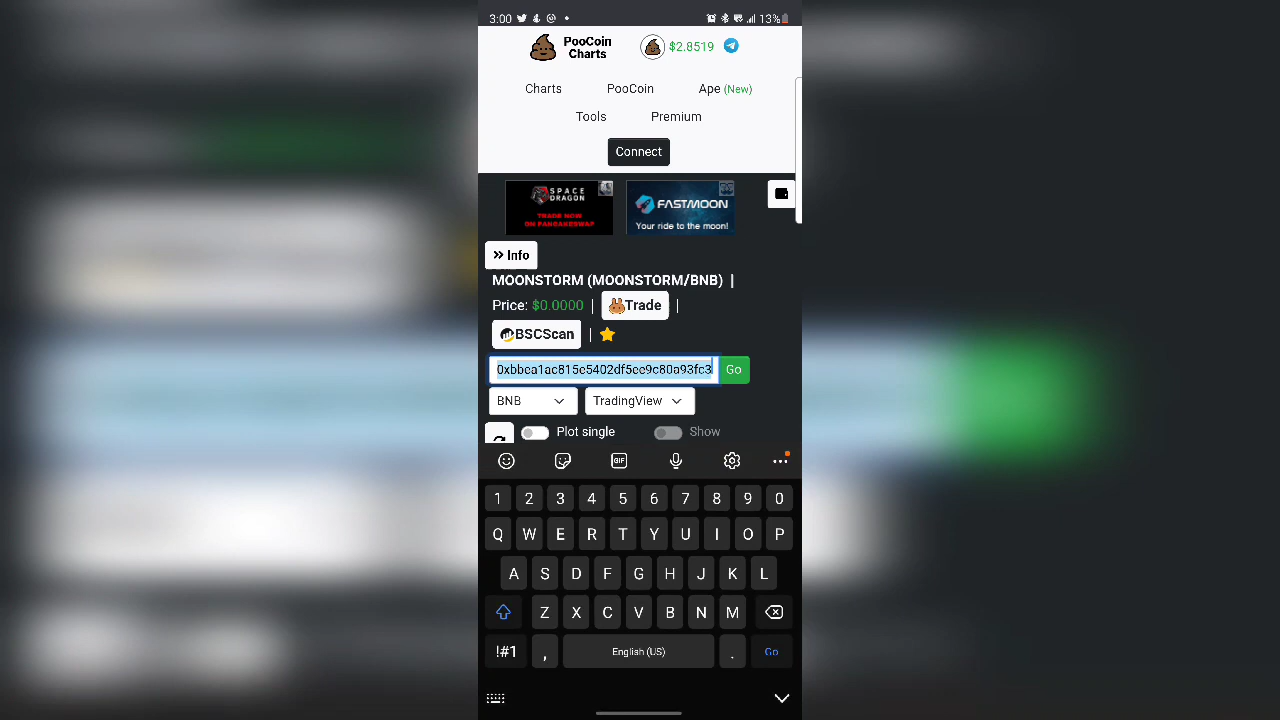 3:00 13%
PooCoin
Charts
$2.8519
Charts PooCoin Ape (New)
Tools Premium
Connect
SPACE
DRAGON
TRADE NOW
ON PANCAKESWAP
FASTMOON
Your ride to the moon!
Info
MOONSTORM (MOONSTORM/BNB) |
Price: $0.0000 | Trade |
BSCScan |
0xbbea1ac815e5402df5ee9c80a93fc3 Go
BNB TradingView
Plot single Show
GIF
1 2 3 4 5 6 7 8 9 0
Q W E R T Y U I O P
A S D F G H J K L
Z X C V B N M
!#1 , English (US) . Go